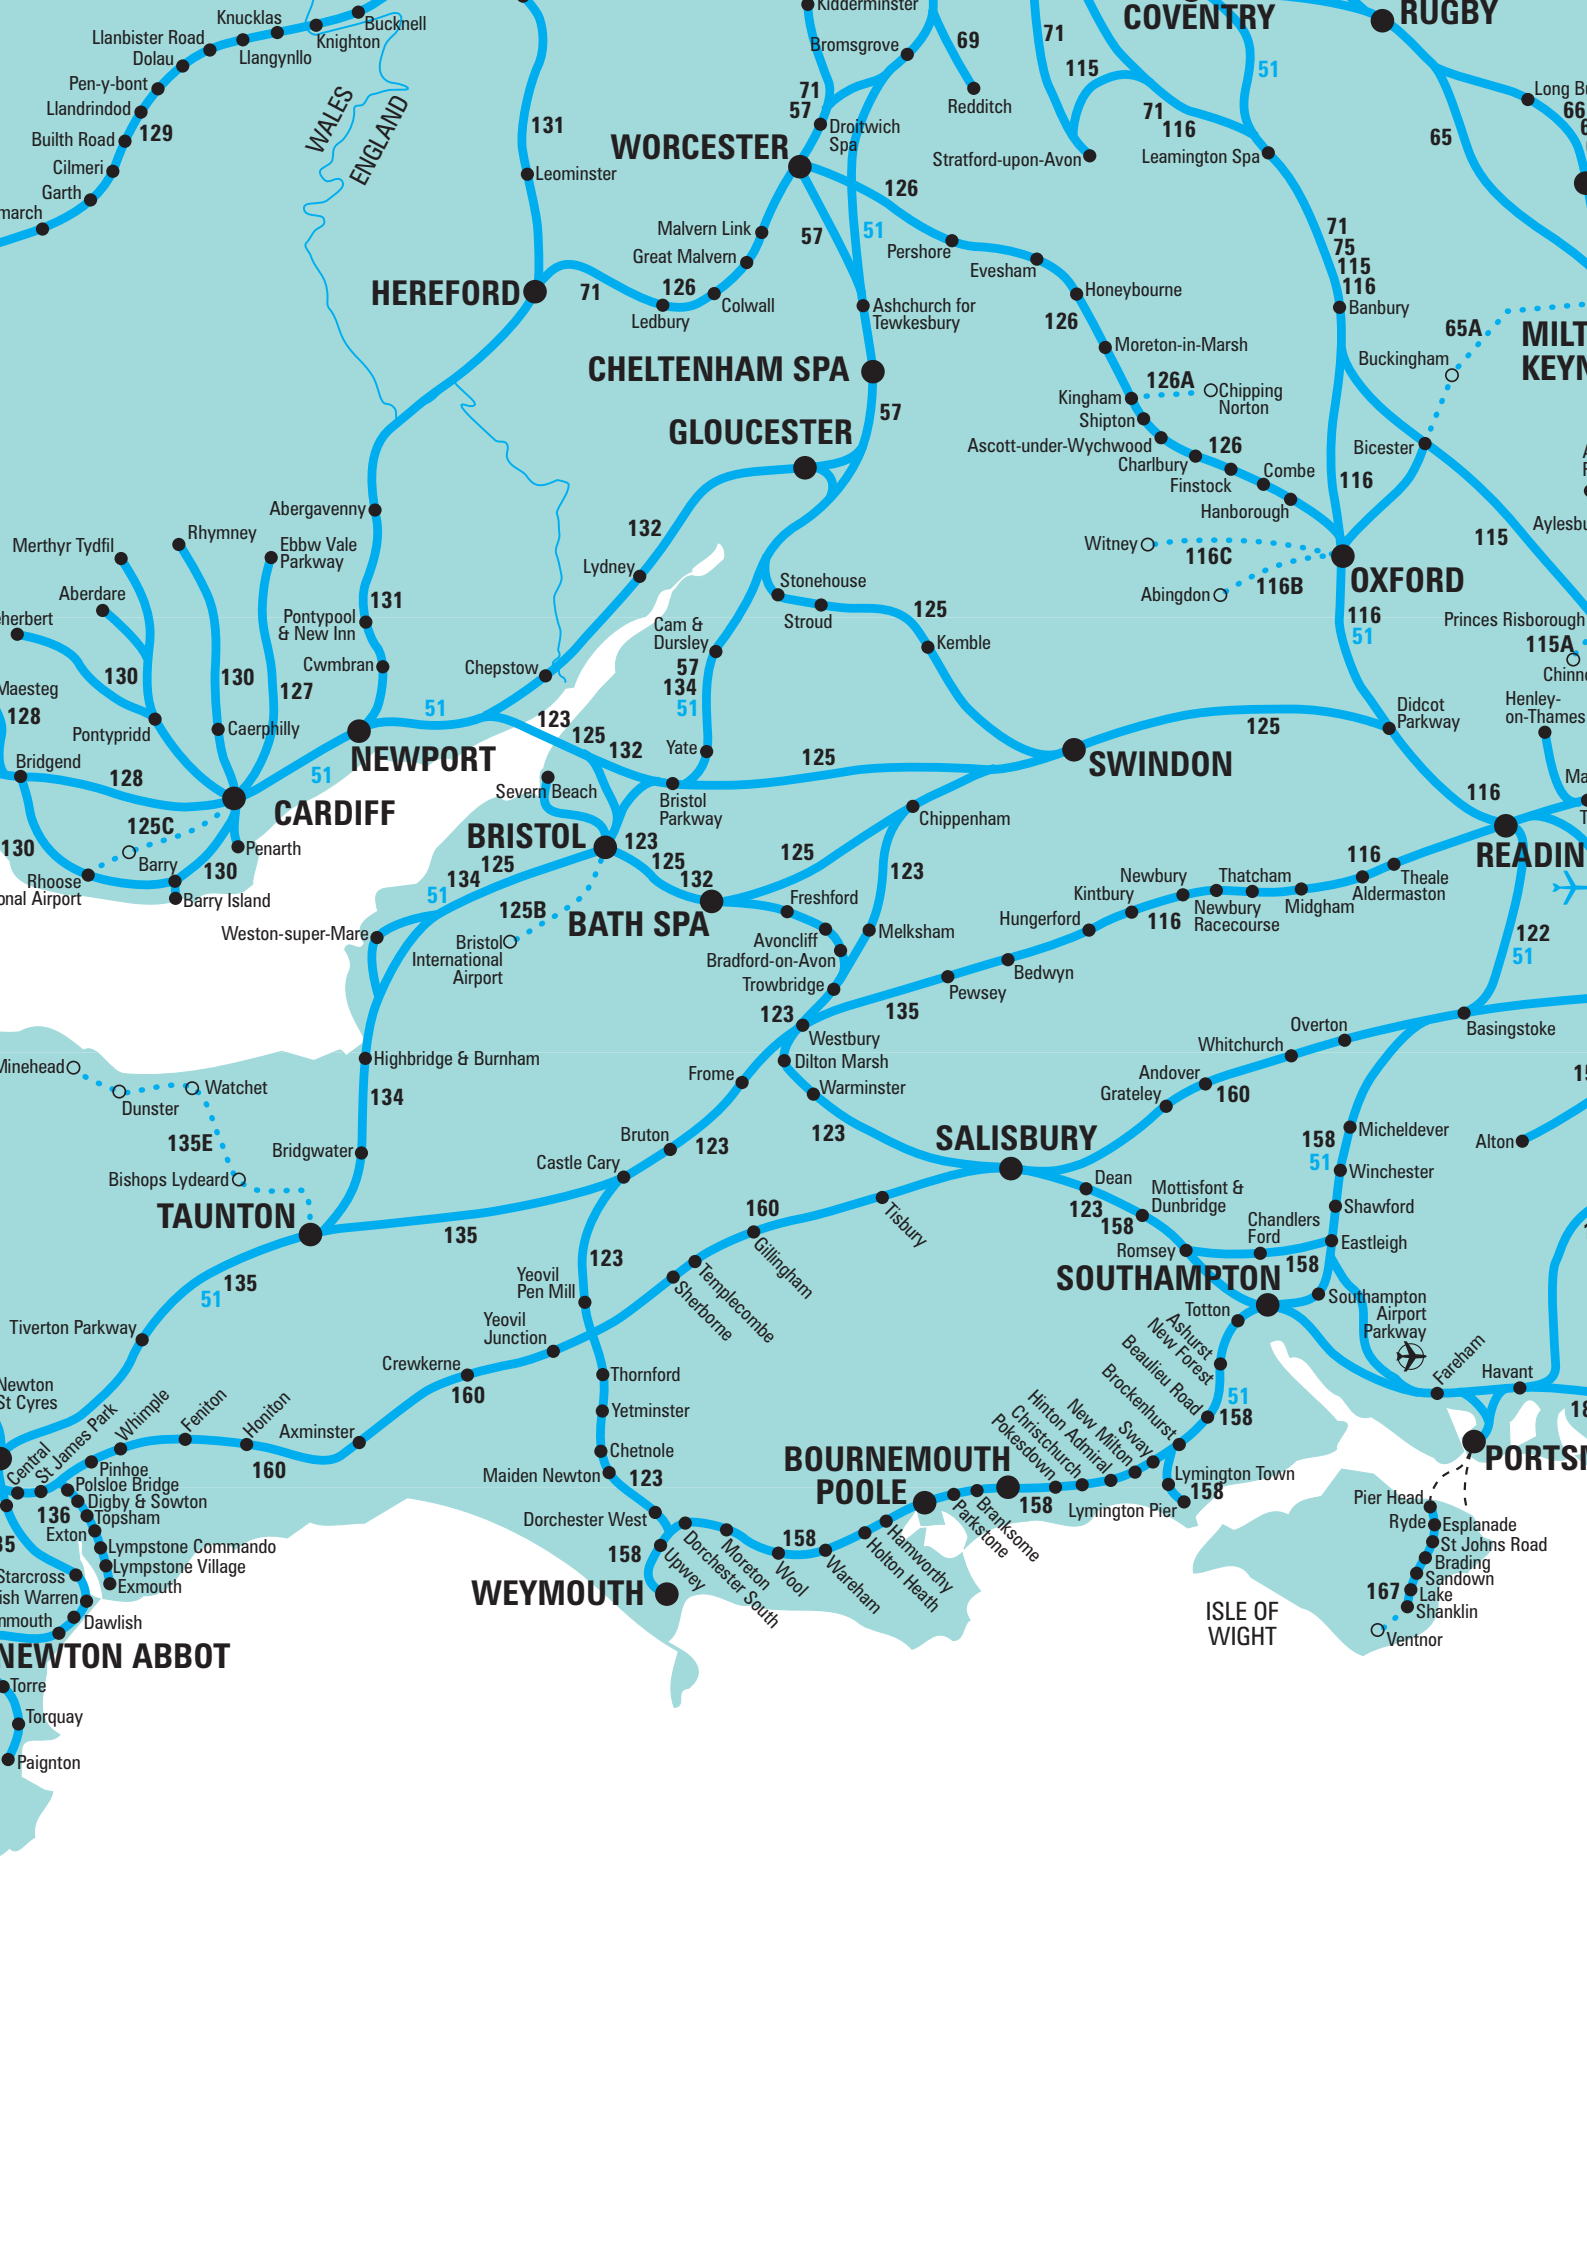 Kidderminster
COVENTRY
RUGBY
Knucklas
Bucknell
Llanbister Road
Knighton
Dolau
Llangynllo
Bromsgrove
69
71
51
Pen-y-bont
115
Llandrindod
WALES
ENGLAND
71
57
Redditch
71
116
66
Builth Road
129
131
Droitwich
Spa
65
Cilmeri
WORCESTER
Stratford-upon-Avon
Leamington Spa
Garth
Leominster
126
march
Malvern Link
57
51
Pershore
71
75
115
116
Great Malvern
Evesham
HEREFORD
71
126
Colwall
Honeybourne
Ledbury
Ashchurch for
Tewkesbury
126
Banbury
65A
MILT
KEYN
Moreton-in-Marsh
Buckingham
CHELTENHAM SPA
126A
Chipping
Norton
Kingham
57
Shipton
GLOUCESTER
Ascott-under-Wychwood
126
Bicester
Charlbury
Combe
Finstock
116
Hanborough
Abergavenny
132
115
Merthyr Tydfil
Rhymney
Ebbw Vale
Parkway
Witney
116C
Lydney
Stonehouse
OXFORD
Aberdare
131
Abingdon
116B
Stroud
125
herbert
Pontypool
& New Inn
Cam &
Dursley
116
51
Princes Risborough
Kemble
115A
Cwmbran
Chepstow
57
134
51
130
130
127
Maesteg
128
51
123
Didcot
Parkway
Henley-
on-Thames
Caerphilly
125
125
Pontypridd
132
Yate
Bridgend
NEWPORT
125
SWINDON
128
51
Severn Beach
116
CARDIFF
Bristol
Parkway
125C
BRISTOL
123
Chippenham
130
Barry
Penarth
125
134
125
125
116
READIN
130
51
132
123
Theale
Rhoose
onal Airport
Newbury
Thatcham
Aldermaston
Barry Island
125B
Freshford
Kintbury
Midgham
BATH SPA
Hungerford
116
Newbury
Racecourse
Weston-super-Mare
Bristol
International
Airport
Avoncliff
Melksham
122
51
Bradford-on-Avon
Bedwyn
Trowbridge
Pewsey
123
135
Overton
Basingstoke
Westbury
Whitchurch
Minehead
Highbridge & Burnham
Dilton Marsh
Frome
Andover
Watchet
Warminster
Grateley
160
Dunster
134
135E
Bruton
123
123
SALISBURY
Micheldever
158
51
Alton
Bridgwater
Castle Cary
Winchester
Bishops Lydeard
Dean
Mottisfont &
Dunbridge
TAUNTON
160
123
158
Shawford
135
Tisbury
Chandlers
Ford
Eastleigh
123
Gillingham
Romsey
158
135
51
Yeovil
Pen Mill
Templecombe
Sherborne
SOUTHAMPTON
Southampton
Airport
Parkway
Tiverton Parkway
Yeovil
Junction
Totton
Ashurst
New Forest
Crewkerne
Beaulieu Road
Fareham
Havant
Newton
St Cyres
160
Thornford
Brockenhurst
51
158
Yetminster
Whimple
Feniton
Honiton
Axminster
Sway
New Milton
Hinton Admiral
Christchurch
Pokesdown
St James Park
Central
Chetnole
BOURNEMOUTH
PORTSM
Pinhoe
160
Maiden Newton
123
Lymington Town
Polsloe Bridge
POOLE
158
158
Digby & Sowton
Lymington Pier
Pier Head
136
Topsham
Dorchester West
Branksome
Parkstone
Ryde
Esplanade
Exton
158
St Johns Road
Lympstone Commando
158
Hamworthy
Holton Heath
Brading
Lympstone Village
Upwey
Dorchester South
Moreton
Wool
Wareham
Sandown
Starcross
Exmouth
167
Lake
ish Warren
WEYMOUTH
ISLE OF
WIGHT
Shanklin
nmouth
Dawlish
Ventnor
NEWTON ABBOT
Torre
Torquay
Paignton